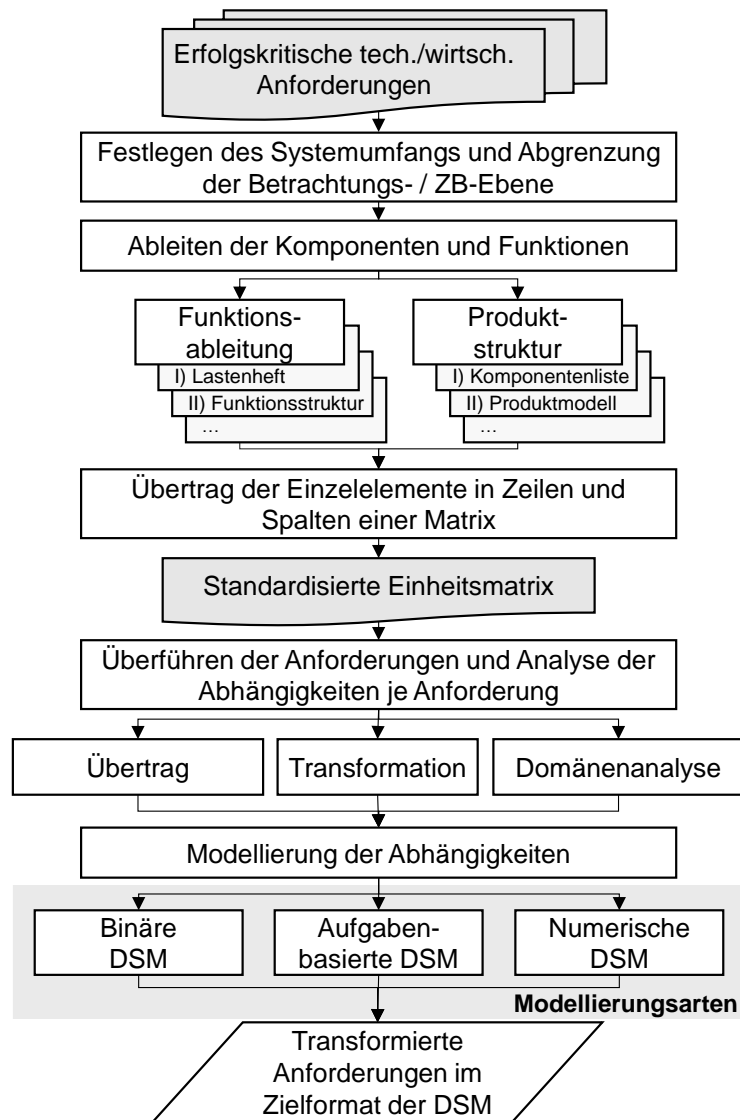 Erfolgskritische tech./wirtsch.
Anforderungen
Festlegen des Systemumfangs und Abgrenzung
der Betrachtungs- / ZB-Ebene
Ableiten der Komponenten und Funktionen
Funktions-
ableitung
I) Lastenheft
II) Funktionsstruktur
…
Produkt-
struktur
I) Komponentenliste
II) Produktmodell
…
Übertrag der Einzelelemente in Zeilen und
Spalten einer Matrix
Standardisierte Einheitsmatrix
Überführen der Anforderungen und Analyse der
Abhängigkeiten je Anforderung
Übertrag
Transformation
Domänenanalyse
Modellierung der Abhängigkeiten
Binäre
DSM
Aufgaben-
basierte DSM
Numerische
DSM
Modellierungsarten
Transformierte
Anforderungen im
Zielformat der DSM